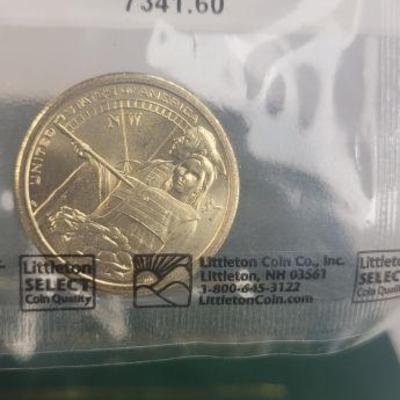 7341.60
UNITED STATES OF AMERICA
N W
Littleton
SELECT
Coin Quality
Littleton Coin Co., Inc.
Littleton, NH 03561
1-800-645-3122
LittletonCoin.com
Littleton
SELECT
Coin Quality